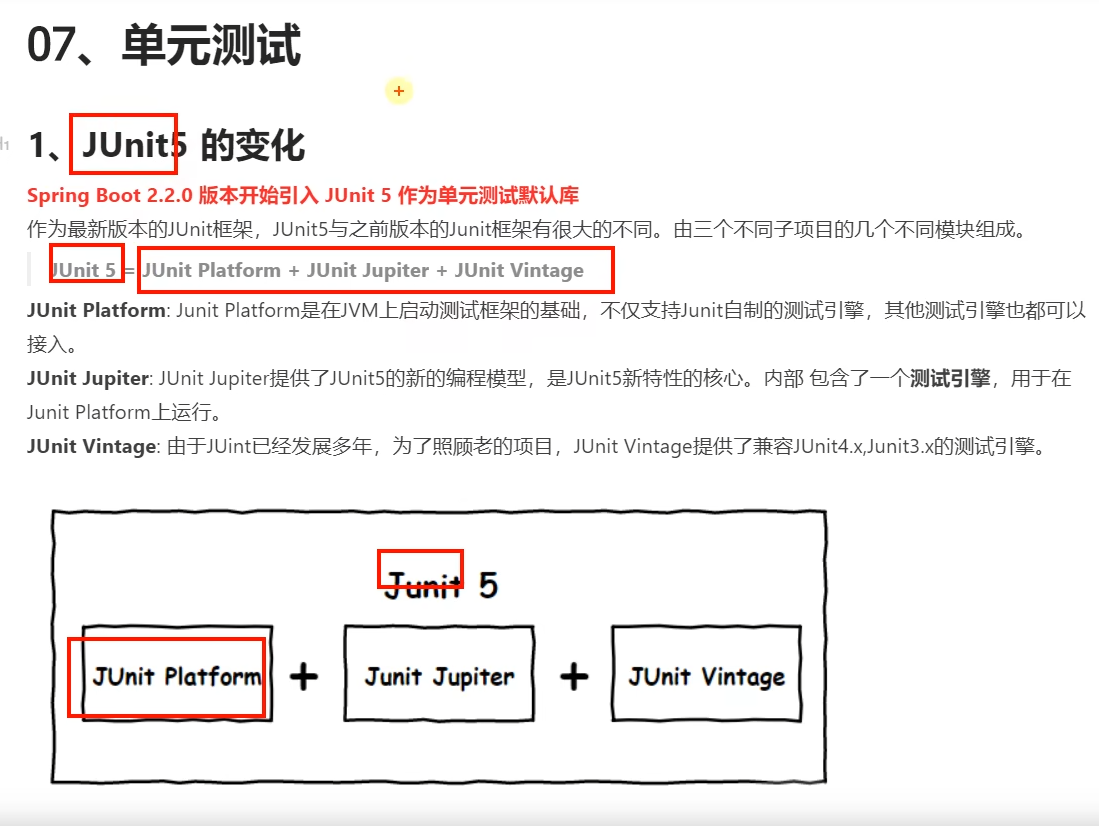 07、单元测试
1、JUnit5 的变化
Spring Boot 2.2.0 版本开始引入 JUnit 5 作为单元测试默认库
作为最新版本的JUnit框架，JUnit5与之前版本的Junit框架有很大的不同。由三个不同子项目的几个不同模块组成。
JUnit 5 = JUnit Platform + JUnit Jupiter + JUnit Vintage
JUnit Platform: Junit Platform是在JVM上启动测试框架的基础，不仅支持Junit自制的测试引擎，其他测试引擎也都可以
接入。
JUnit Jupiter: JUnit Jupiter提供了JUnit5的新的编程模型，是JUnit5新特性的核心。内部 包含了一个测试引擎，用于在
Junit Platform上运行。
JUnit Vintage: 由于JUint已经发展多年，为了照顾老的项目，JUnit Vintage提供了兼容JUnit4.x,Junit3.x的测试引擎。
Junit 5
JUnit Platform + Junit Jupiter + JUnit Vintage